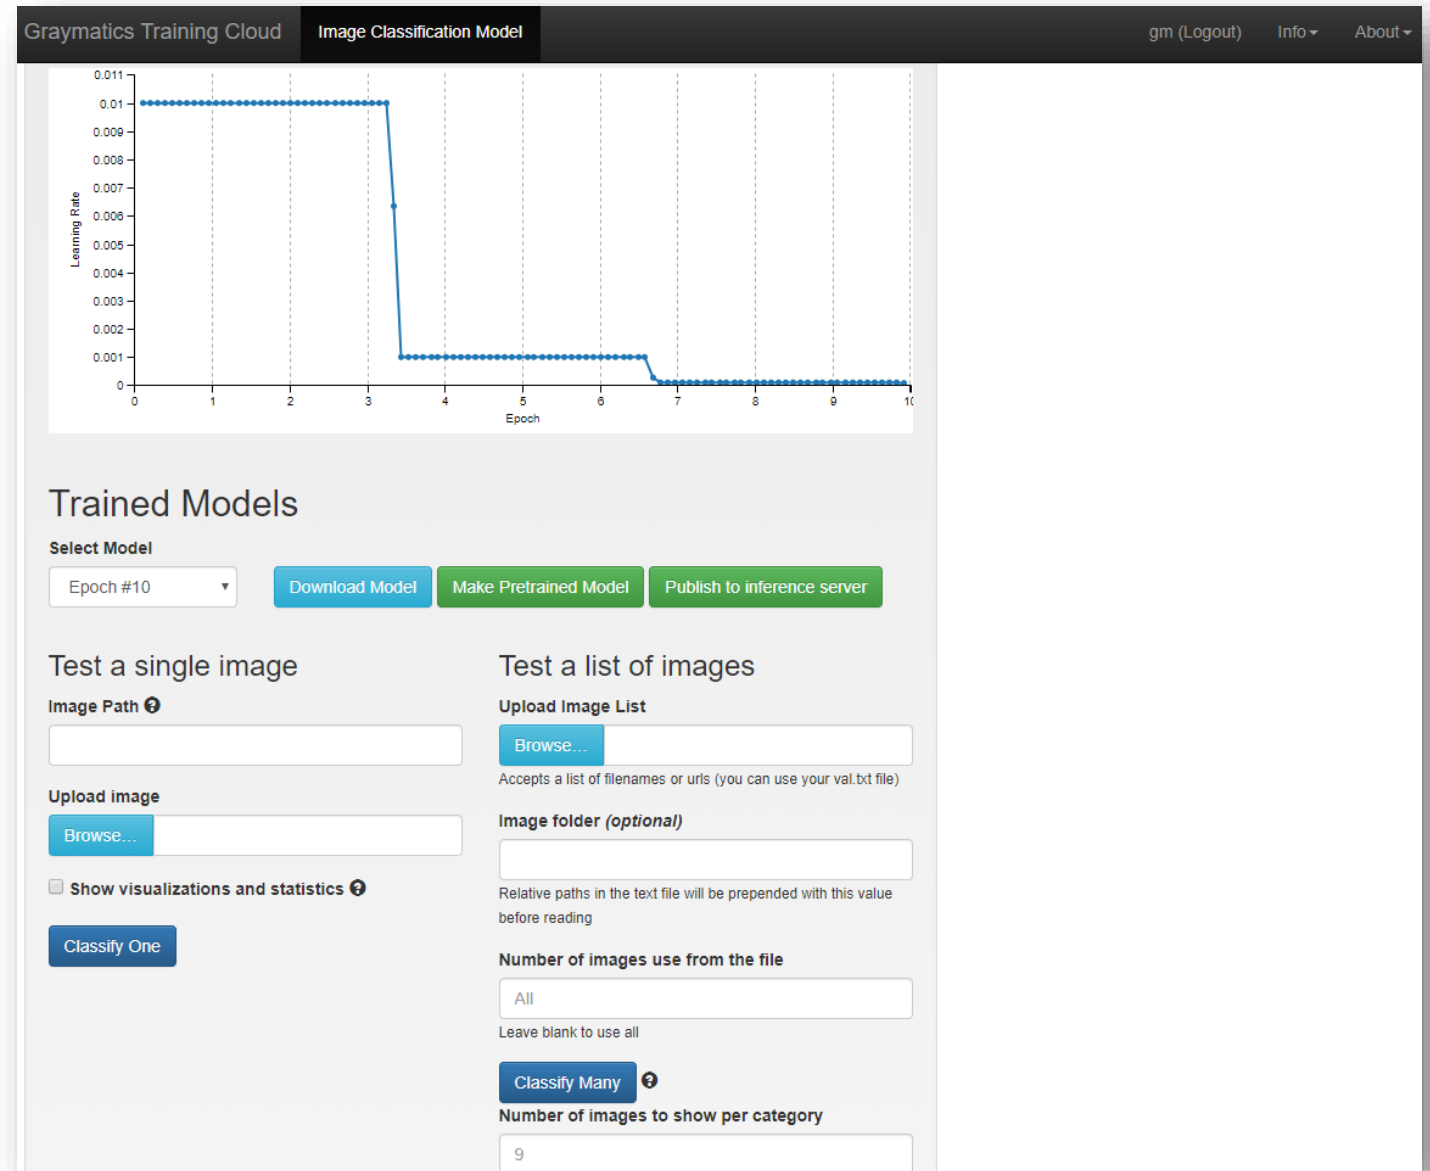 Graymatics Training Cloud Image Classification Model gm (Logout) Info About
0.011
0.01
0.009
0.008
0.007
0.006
0.005
0.004
0.003
0.002
0.001
0
Learning Rate
0 1 2 3 4 5 6 7 8 9 10
Epoch
Trained Models
Select Model
Epoch #10 Download Model Make Pretrained Model Publish to inference server
Test a single image
Image Path
Upload image
Browse...
Show visualizations and statistics
Classify One
Test a list of images
Upload Image List
Browse...
Accepts a list of filenames or urls (you can use your val.txt file)
Image folder (optional)
Relative paths in the text file will be prepended with this value
before reading
Number of images use from the file
All
Leave blank to use all
Classify Many
Number of images to show per category
9